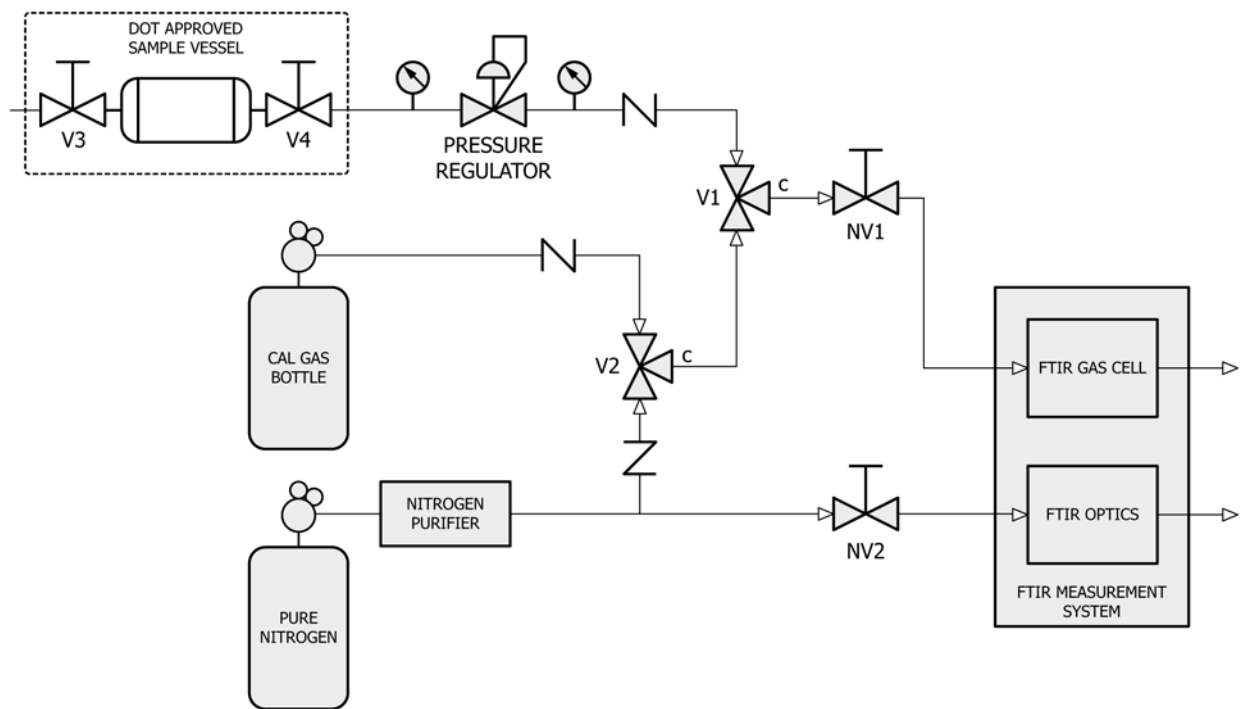 DOT APPROVED
SAMPLE VESSEL
V3
V4
PRESSURE
REGULATOR
V1
C
NV1
CAL GAS
BOTTLE
V2
C
FTIR GAS CELL
NITROGEN
PURIFIER
NV2
FTIR OPTICS
FTIR MEASUREMENT
SYSTEM
PURE
NITROGEN